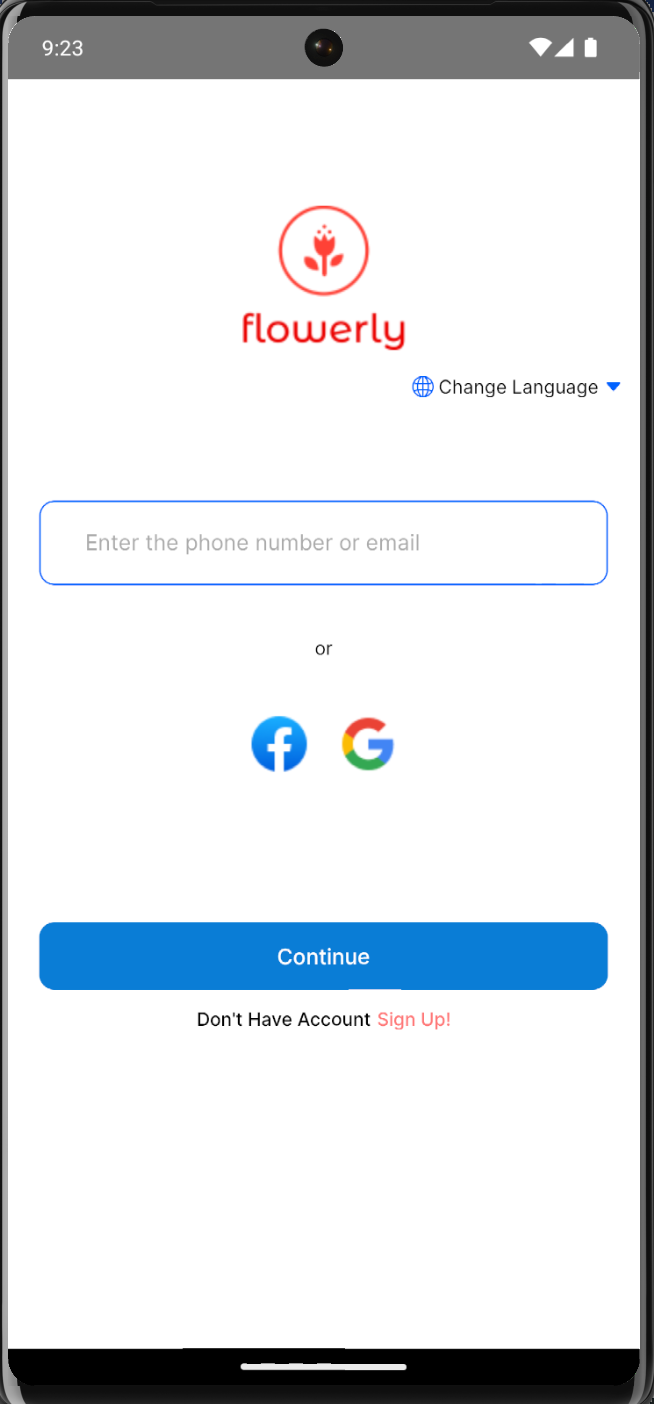 9:23
flowerly
Change Language
Enter the phone number or email
or
Continue
Don't Have Account Sign Up!